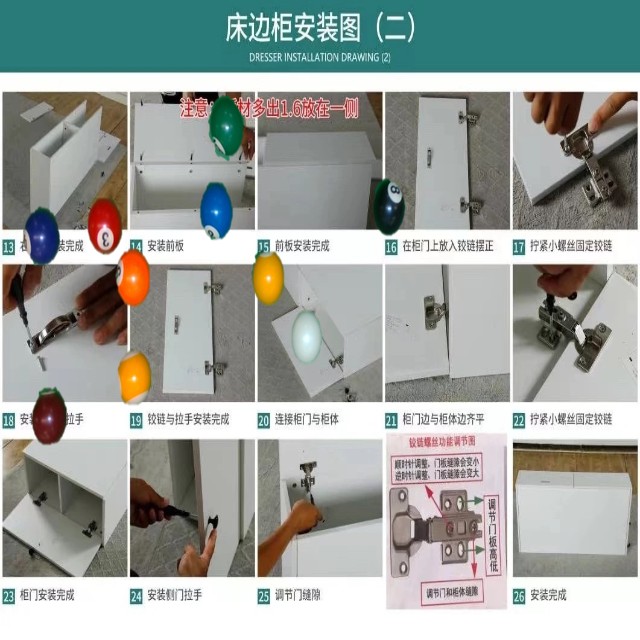 床边柜安装图（二）
DRESSER INSTALLATION DRAWING (2)
注意
材多出1.6放在一侧
13
装完成
14 安装前板
15 前板安装完成
16 在柜门上放入铰链摆正
17 拧紧小螺丝固定铰链
18
拉手
19 铰链与拉手安装完成
20 连接柜门与柜体
21 柜门边与柜体边齐平
22 拧紧小螺丝固定铰链
铰链螺丝功能调节图
顺时针调整，门板缝隙会变小
逆时针调整，门板缝隙会变大
调节门板高低
调节门和柜体缝隙
23 柜门安装完成
24 安装侧门拉手
25 调节门缝隙
26 安装完成
3
8